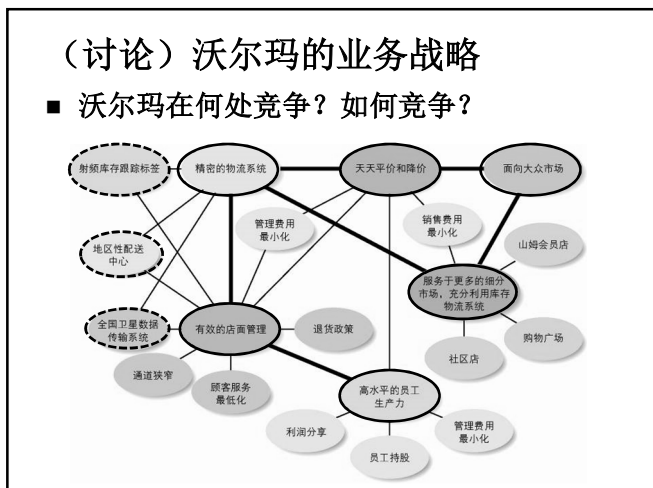 （讨论）沃尔玛的业务战略
■ 沃尔玛在何处竞争？如何竞争？
射频库存跟踪标签
精密的物流系统
天天平价和降价
面向大众市场
管理费用
最小化
销售费用
最小化
地区性配送
中心
山姆会员店
服务于更多的细分
市场，充分利用库存
物流系统
全国卫星数据
传输系统
有效的店面管理
退货政策
购物广场
社区店
通道狭窄
顾客服务
最低化
高水平的员工
生产力
利润分享
员工持股
管理费用
最小化